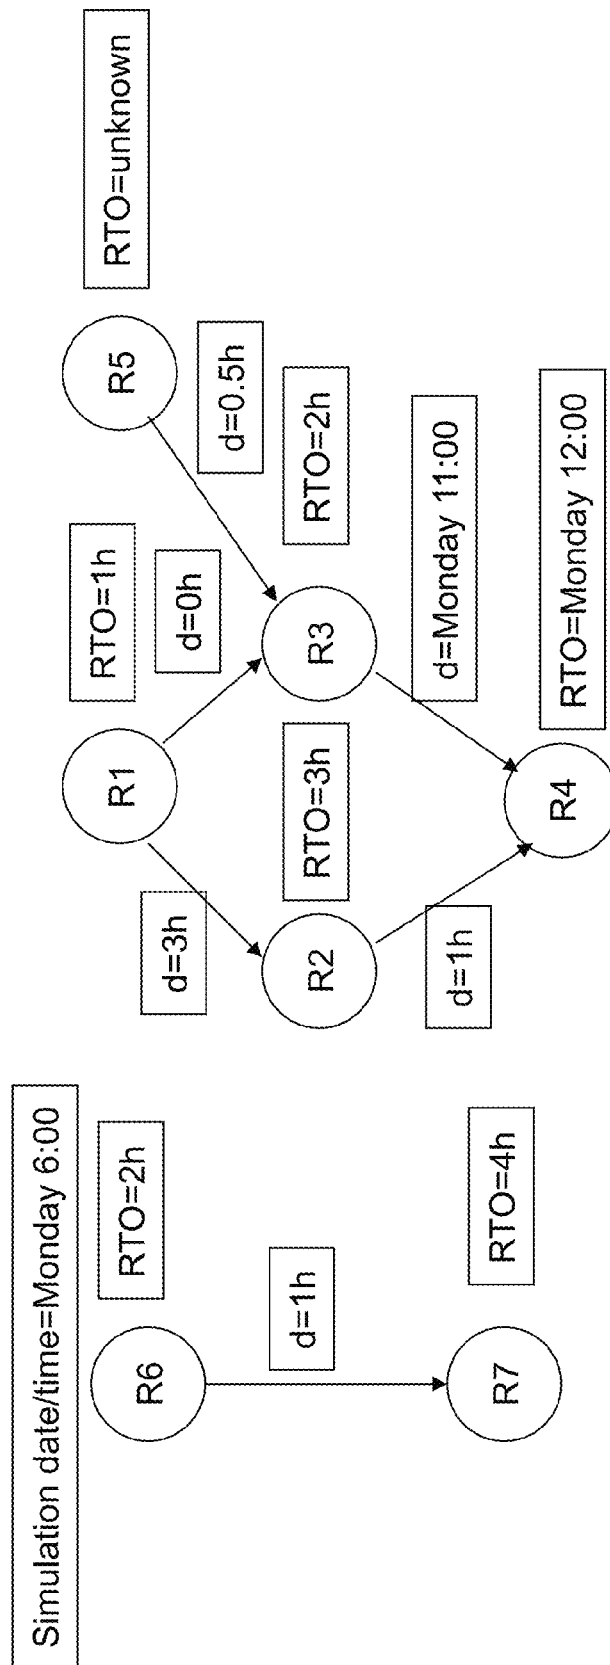 Simulation date/time=Monday 6:00
R6
RTO=2h
d=1h
R7
RTO=4h
R1
RTO=1h
R5
RTO=unknown
d=3h
d=0h
d=0.5h
R2
RTO=3h
R3
RTO=2h
d=1h
d=Monday 11:00
R4
RTO=Monday 12:00